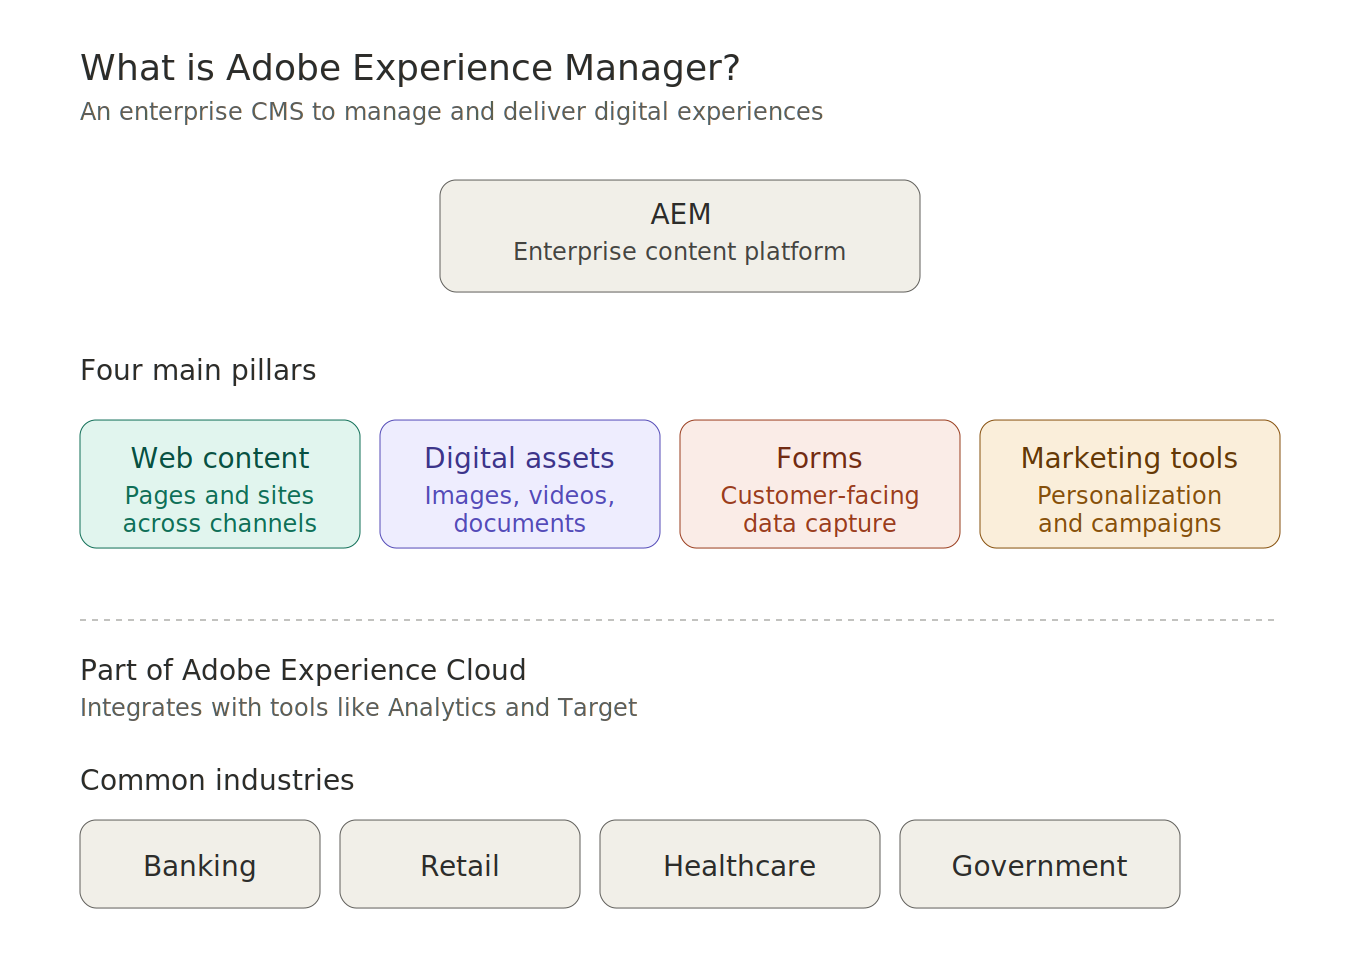 What is Adobe Experience Manager?
An enterprise CMS to manage and deliver digital experiences
AEM
Enterprise content platform
Four main pillars
Web content
Pages and sites
across channels
Digital assets
Images, videos,
documents
Forms
Customer-facing
data capture
Marketing tools
Personalization
and campaigns
Part of Adobe Experience Cloud
Integrates with tools like Analytics and Target
Common industries
Banking
Retail
Healthcare
Government